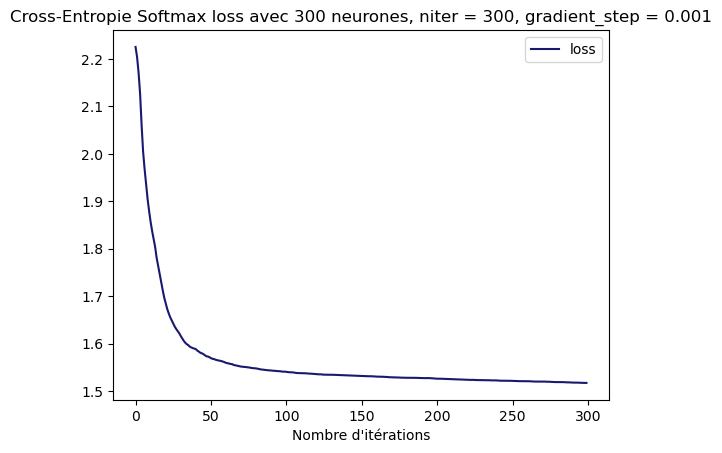 Cross-Entropie Softmax loss avec 300 neurones, niter = 300, gradient_step = 0.001
loss
2.2
2.1
2.0
1.9
1.8
1.7
1.6
1.5
0 50 100 150 200 250 300
Nombre d'itérations